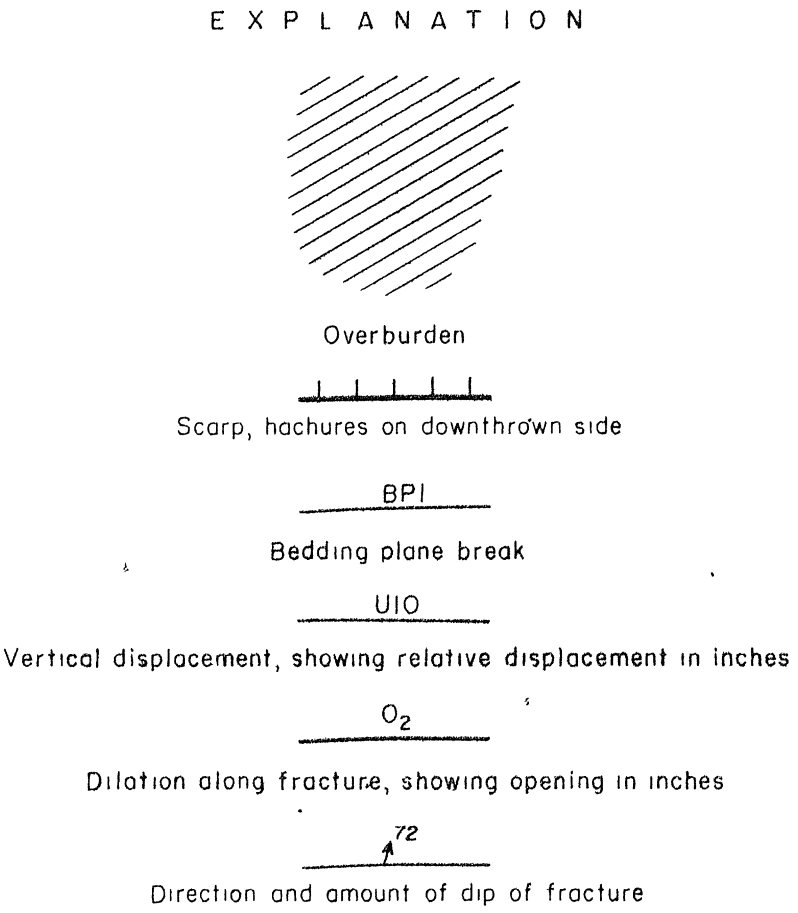 EXPLANATION
Overburden
Scarp, hachures on downthrown side
BPI
Bedding plane break
U10
Vertical displacement, showing relative displacement in inches
O2
Dilation along fracture, showing opening in inches
72
Direction and amount of dip of fracture